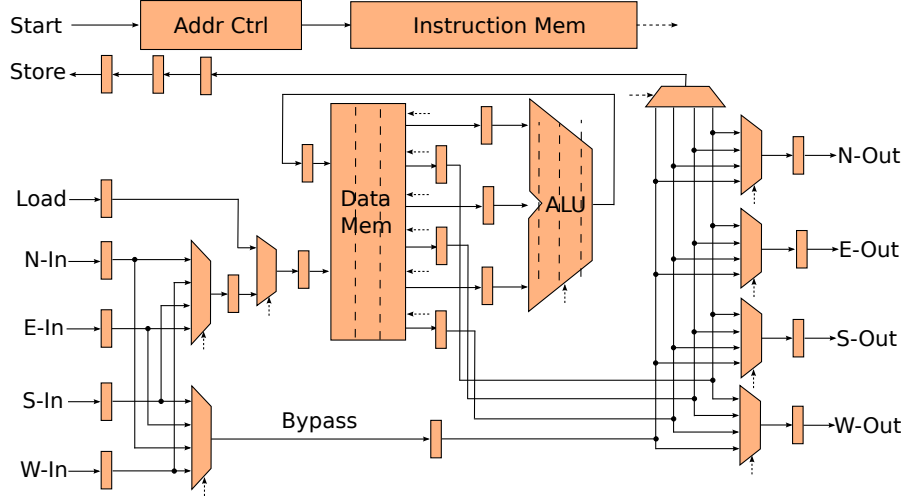 Start
Addr Ctrl
Instruction Mem
Store
N-Out
Load
Data
Mem
ALU
N-In
E-Out
E-In
S-Out
S-In
Bypass
W-Out
W-In